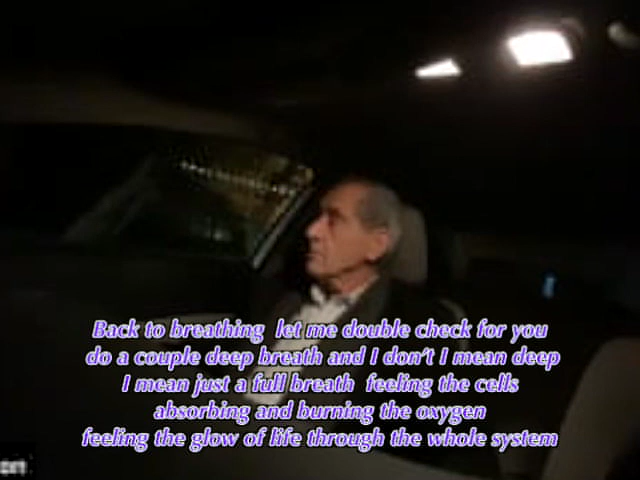 Back to breathing let me double check for you
do a couple deep breath and I don't I mean deep
I mean just a full breath feeling the cells
absorbing and burning the oxygen
feeling the glow of life through the whole system